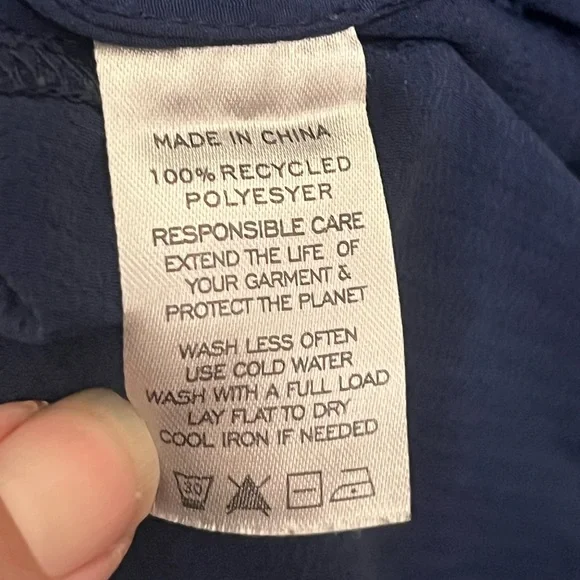 MADE IN CHINA
100% RECYCLED
POLYESYER
RESPONSIBLE CARE
EXTEND THE LIFE OF
YOUR GARMENT &
PROTECT THE PLANET
WASH LESS OFTEN
USE COLD WATER
WASH WITH A FULL LOAD
LAY FLAT TO DRY
COOL IRON IF NEEDED
30